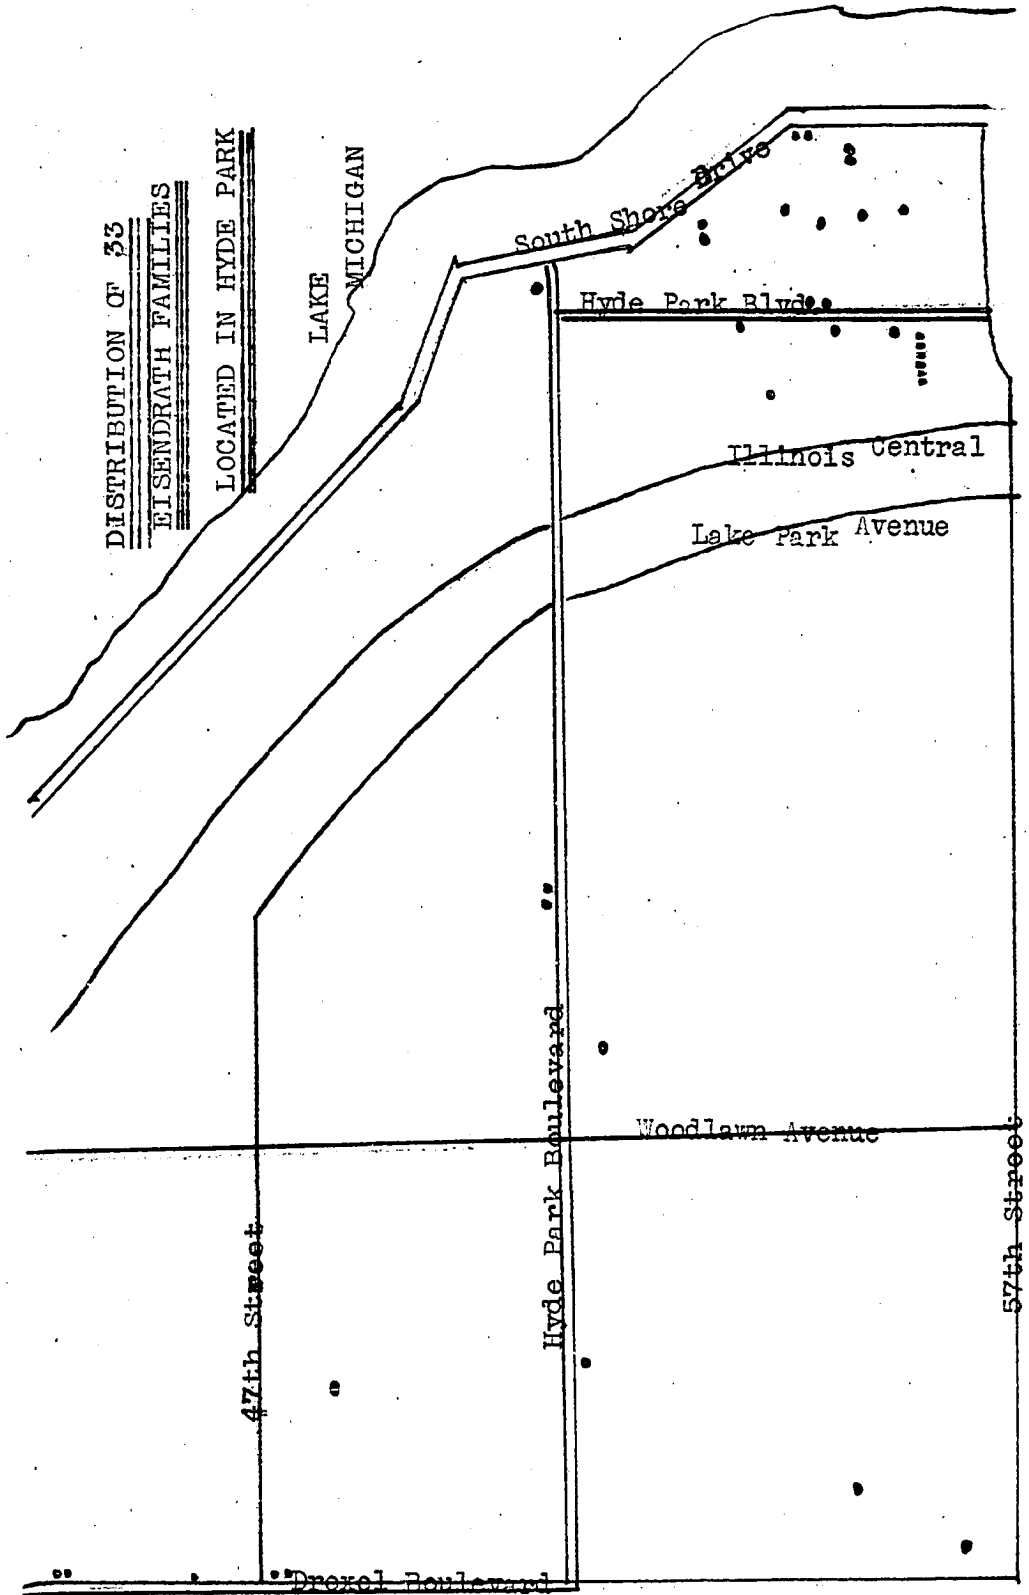 DISTRIBUTION OF 33
EISENDRATH FAMILIES
LOCATED IN HYDE PARK
LAKE
MICHIGAN
South Shore Drive
Hyde Park Blvd.
Illinois Central
Lake Park Avenue
Hyde Park Boulevard
Woodlawn Avenue
47th Street
57th Street
Drexel Boulevard